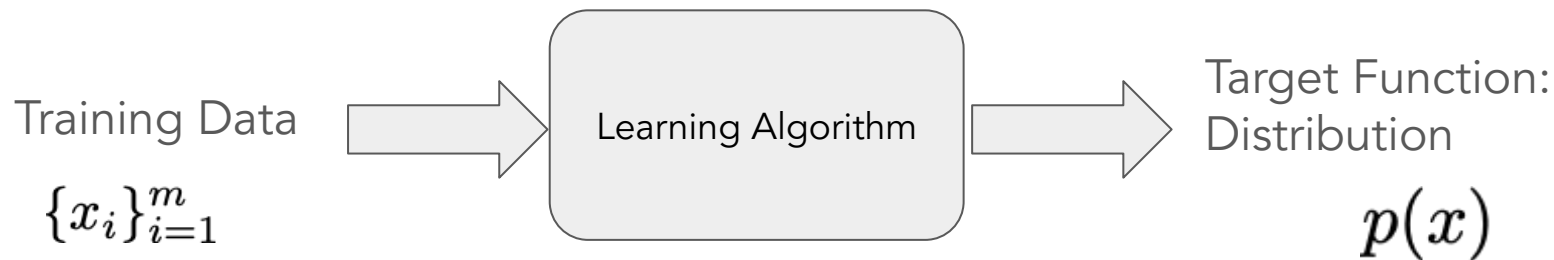 Training Data
{x_i}_{i=1}^m
Learning Algorithm
Target Function:
Distribution
p(x)